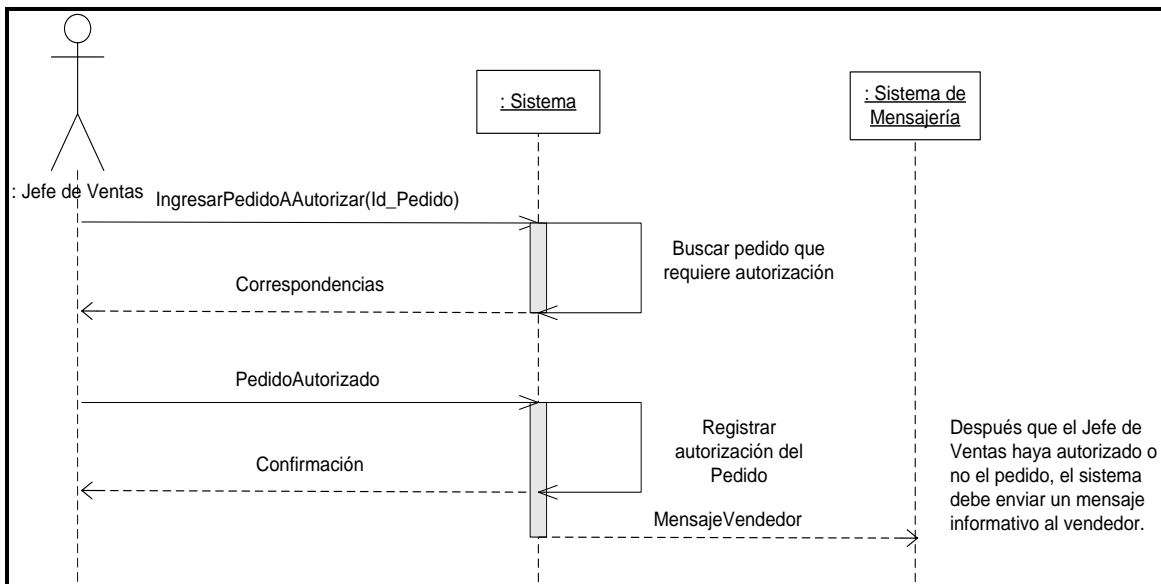 : Sistema
: Sistema de
Mensajería
: Jefe de Ventas
IngresarPedidoAAutorizar(Id_Pedido)
Buscar pedido que
requiere autorización
Correspondencias
PedidoAutorizado
Registrar
autorización del
Pedido
Confirmación
MensajeVendedor
Después que el Jefe de
Ventas haya autorizado o
no el pedido, el sistema
debe enviar un mensaje
informativo al vendedor.